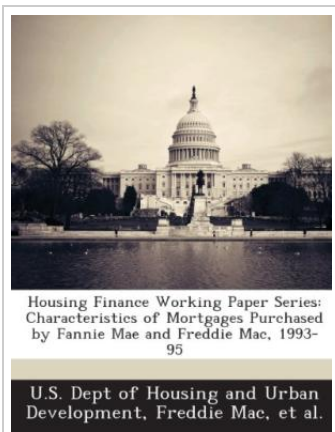 Housing Finance Working Paper Series:
Characteristics of Mortgages Purchased
by Fannie Mae and Freddie Mac, 1993-
95
U.S. Dept of Housing and Urban
Development, Freddie Mac, et al.